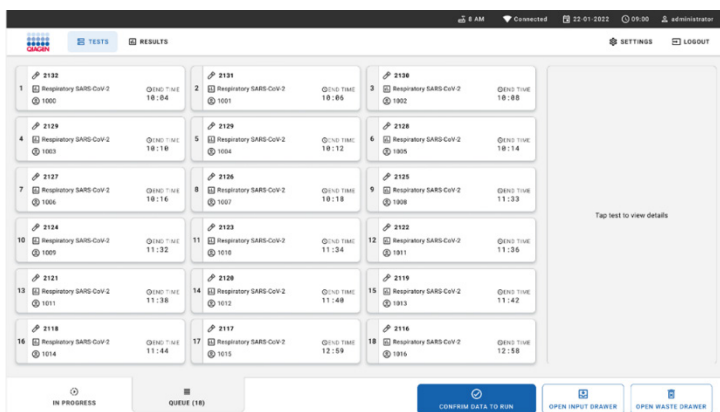 8 AM Connected 22-01-2022 09:00 administrator
QIAGEN TESTS RESULTS SETTINGS LOGOUT
2132
1 Respiratory SARS-CoV-2 END TIME
1000 10:04
2131
2 Respiratory SARS-CoV-2 END TIME
1001 10:06
2130
3 Respiratory SARS-CoV-2 END TIME
1002 10:08
2129
4 Respiratory SARS-CoV-2 END TIME
1003 10:10
2129
5 Respiratory SARS-CoV-2 END TIME
1004 10:12
2128
6 Respiratory SARS-CoV-2 END TIME
1005 10:14
2127
7 Respiratory SARS-CoV-2 END TIME
1006 10:16
2126
8 Respiratory SARS-CoV-2 END TIME
1007 10:18
2125
9 Respiratory SARS-CoV-2 END TIME
1008 11:33
2124
10 Respiratory SARS-CoV-2 END TIME
1009 11:32
2123
11 Respiratory SARS-CoV-2 END TIME
1010 11:34
2122
12 Respiratory SARS-CoV-2 END TIME
1011 11:36
2121
13 Respiratory SARS-CoV-2 END TIME
1011 11:38
2120
14 Respiratory SARS-CoV-2 END TIME
1012 11:40
2119
15 Respiratory SARS-CoV-2 END TIME
1013 11:42
2118
16 Respiratory SARS-CoV-2 END TIME
1014 11:44
2117
17 Respiratory SARS-CoV-2 END TIME
1015 12:59
2116
18 Respiratory SARS-CoV-2 END TIME
1016 12:58
Tap test to view details
IN PROGRESS
QUEUE (18)
CONFRIM DATA TO RUN
OPEN INPUT DRAWER
OPEN WASTE DRAWER